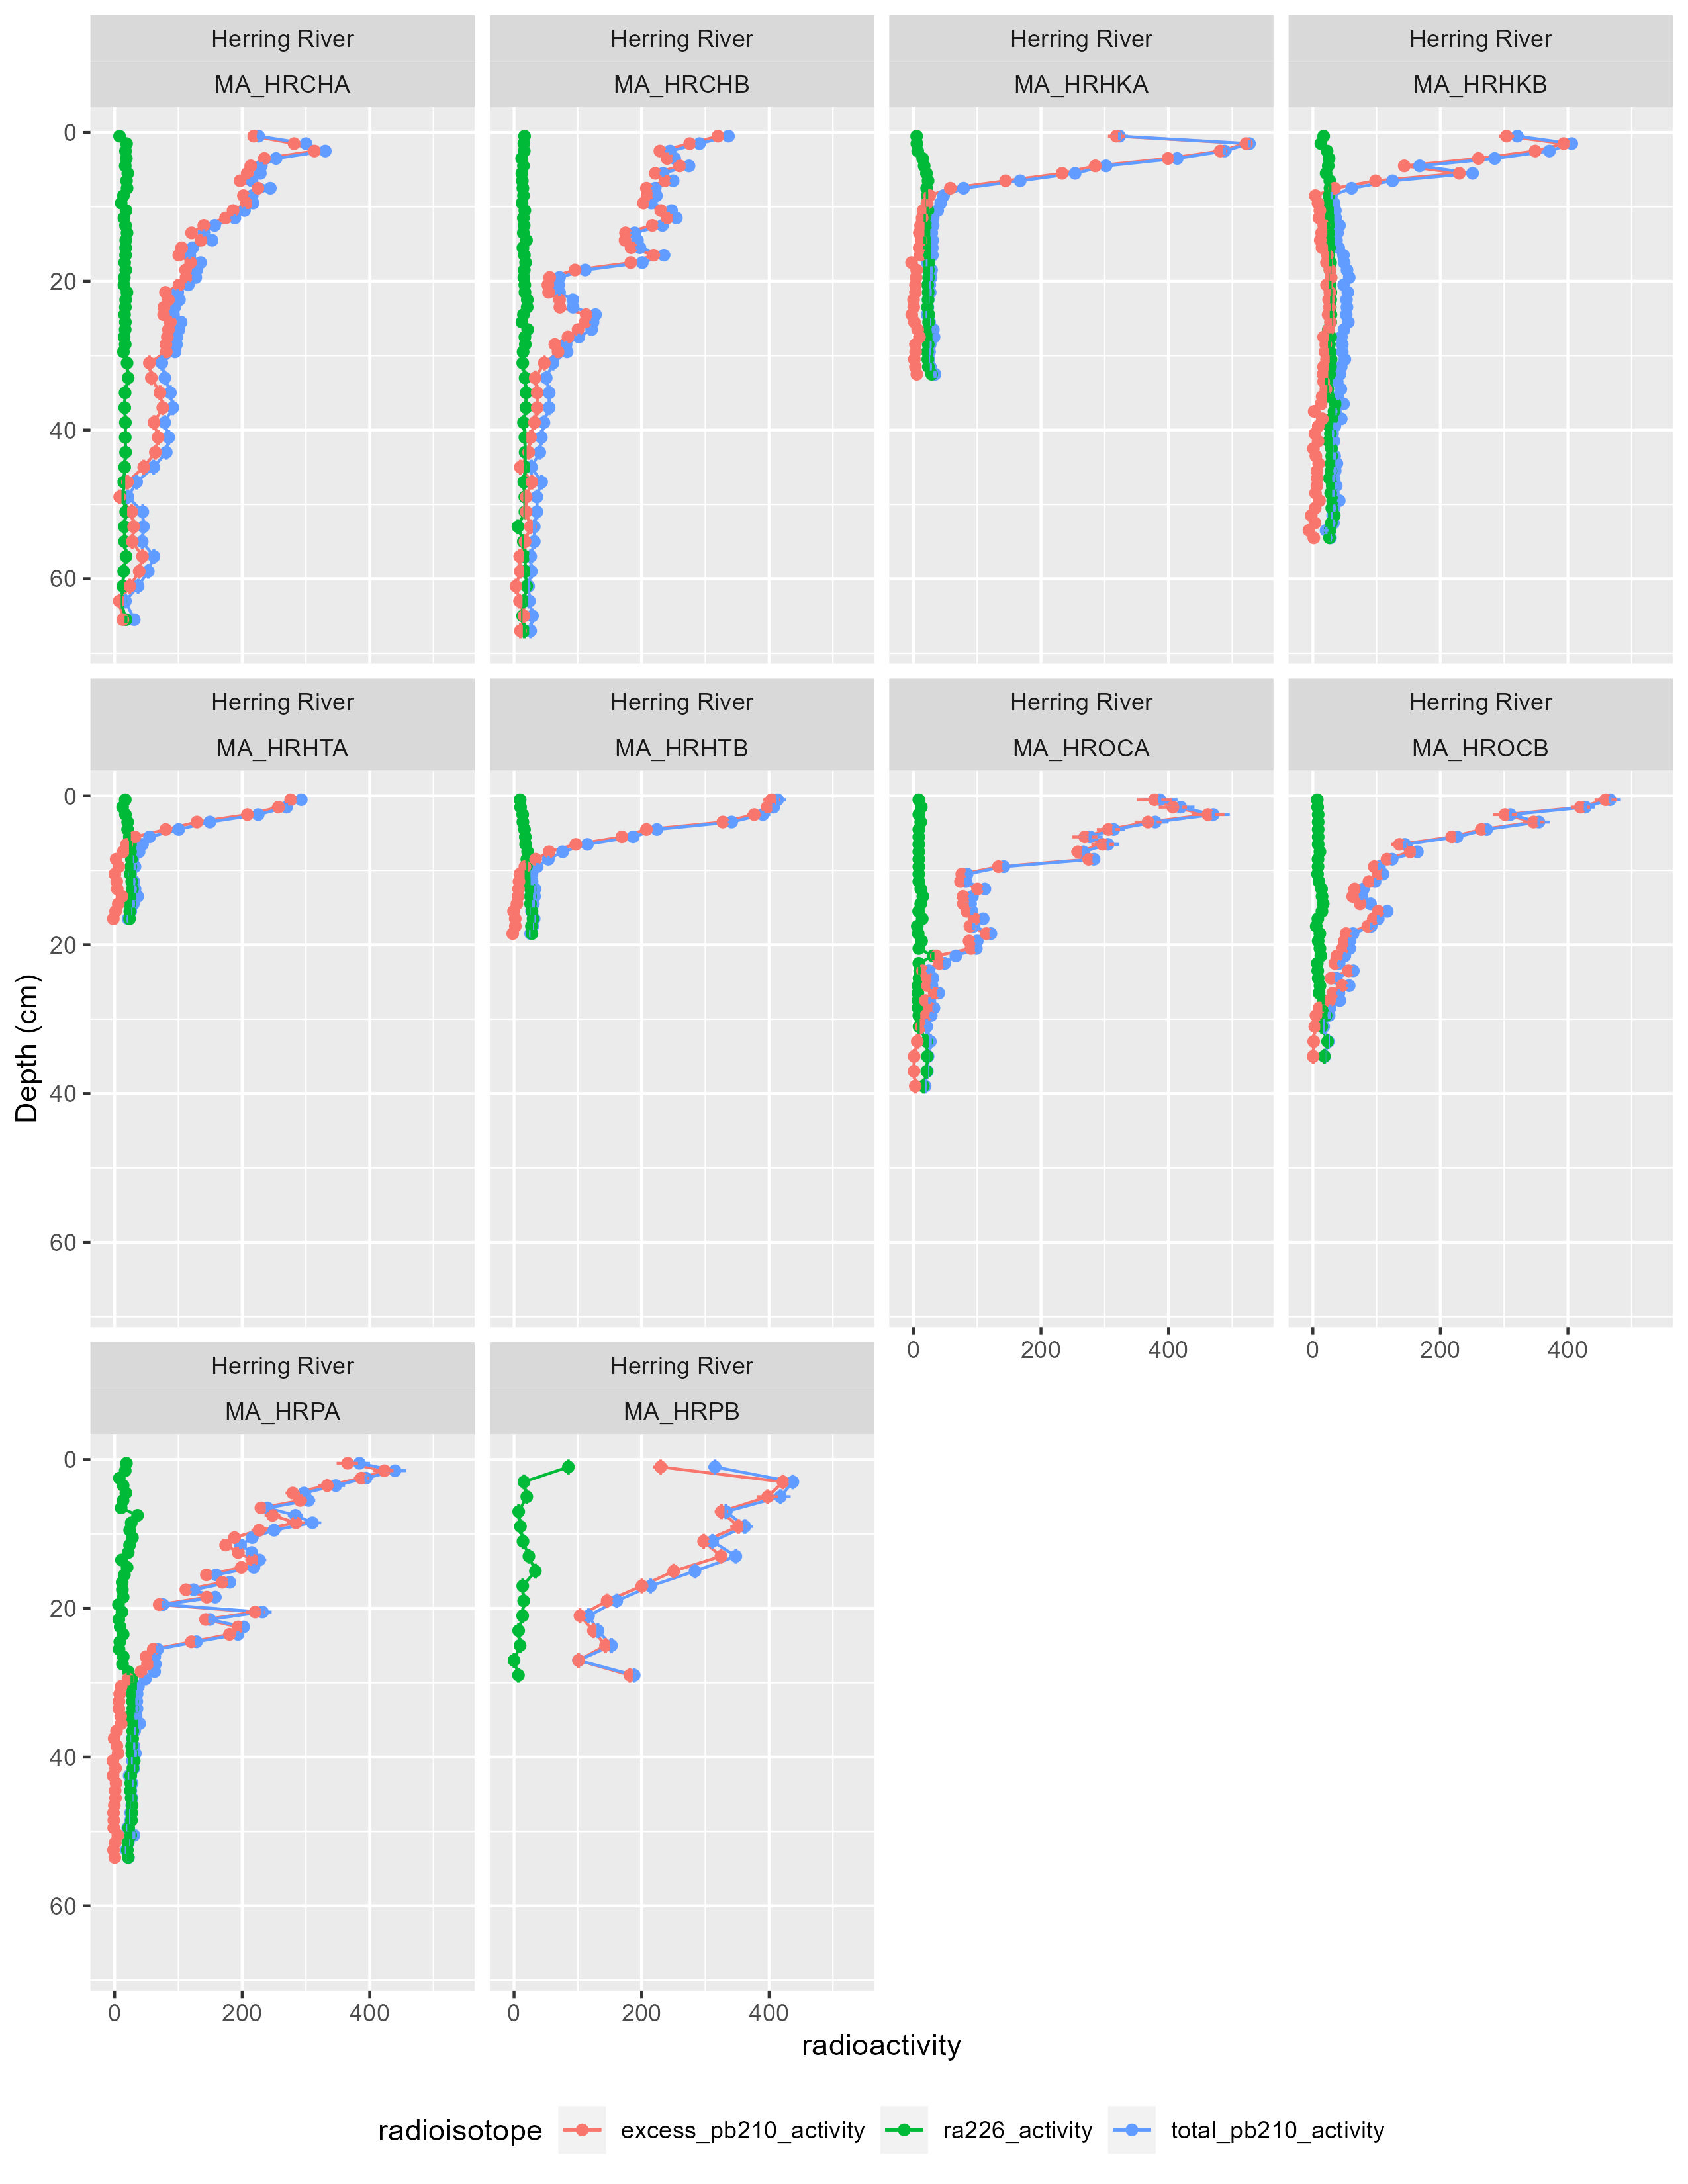 Herring River Herring River Herring River Herring River
MA_HRCHA MA_HRCHB MA_HRHKA MA_HRHKB
0
20
40
60
Herring River Herring River Herring River Herring River
MA_HRHTA MA_HRHTB MA_HROCA MA_HROCB
0
20
40
60
Depth (cm)
0 200 400 0 200 400
Herring River Herring River
MA_HRPA MA_HRPB
0
20
40
60
0 200 400 0 200 400
radioactivity
radioisotope excess_pb210_activity ra226_activity total_pb210_activity